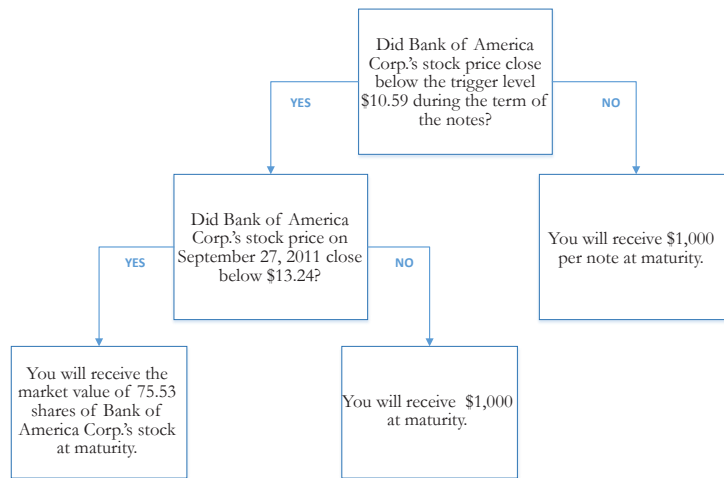 Did Bank of America
Corp.'s stock price close
below the trigger level
$10.59 during the term of
the notes?
YES
NO
Did Bank of America
Corp.'s stock price on
September 27, 2011 close
below $13.24?
You will receive $1,000
per note at maturity.
YES
NO
You will receive the
market value of 75.53
shares of Bank of
America Corp.'s stock
at maturity.
You will receive $1,000
at maturity.